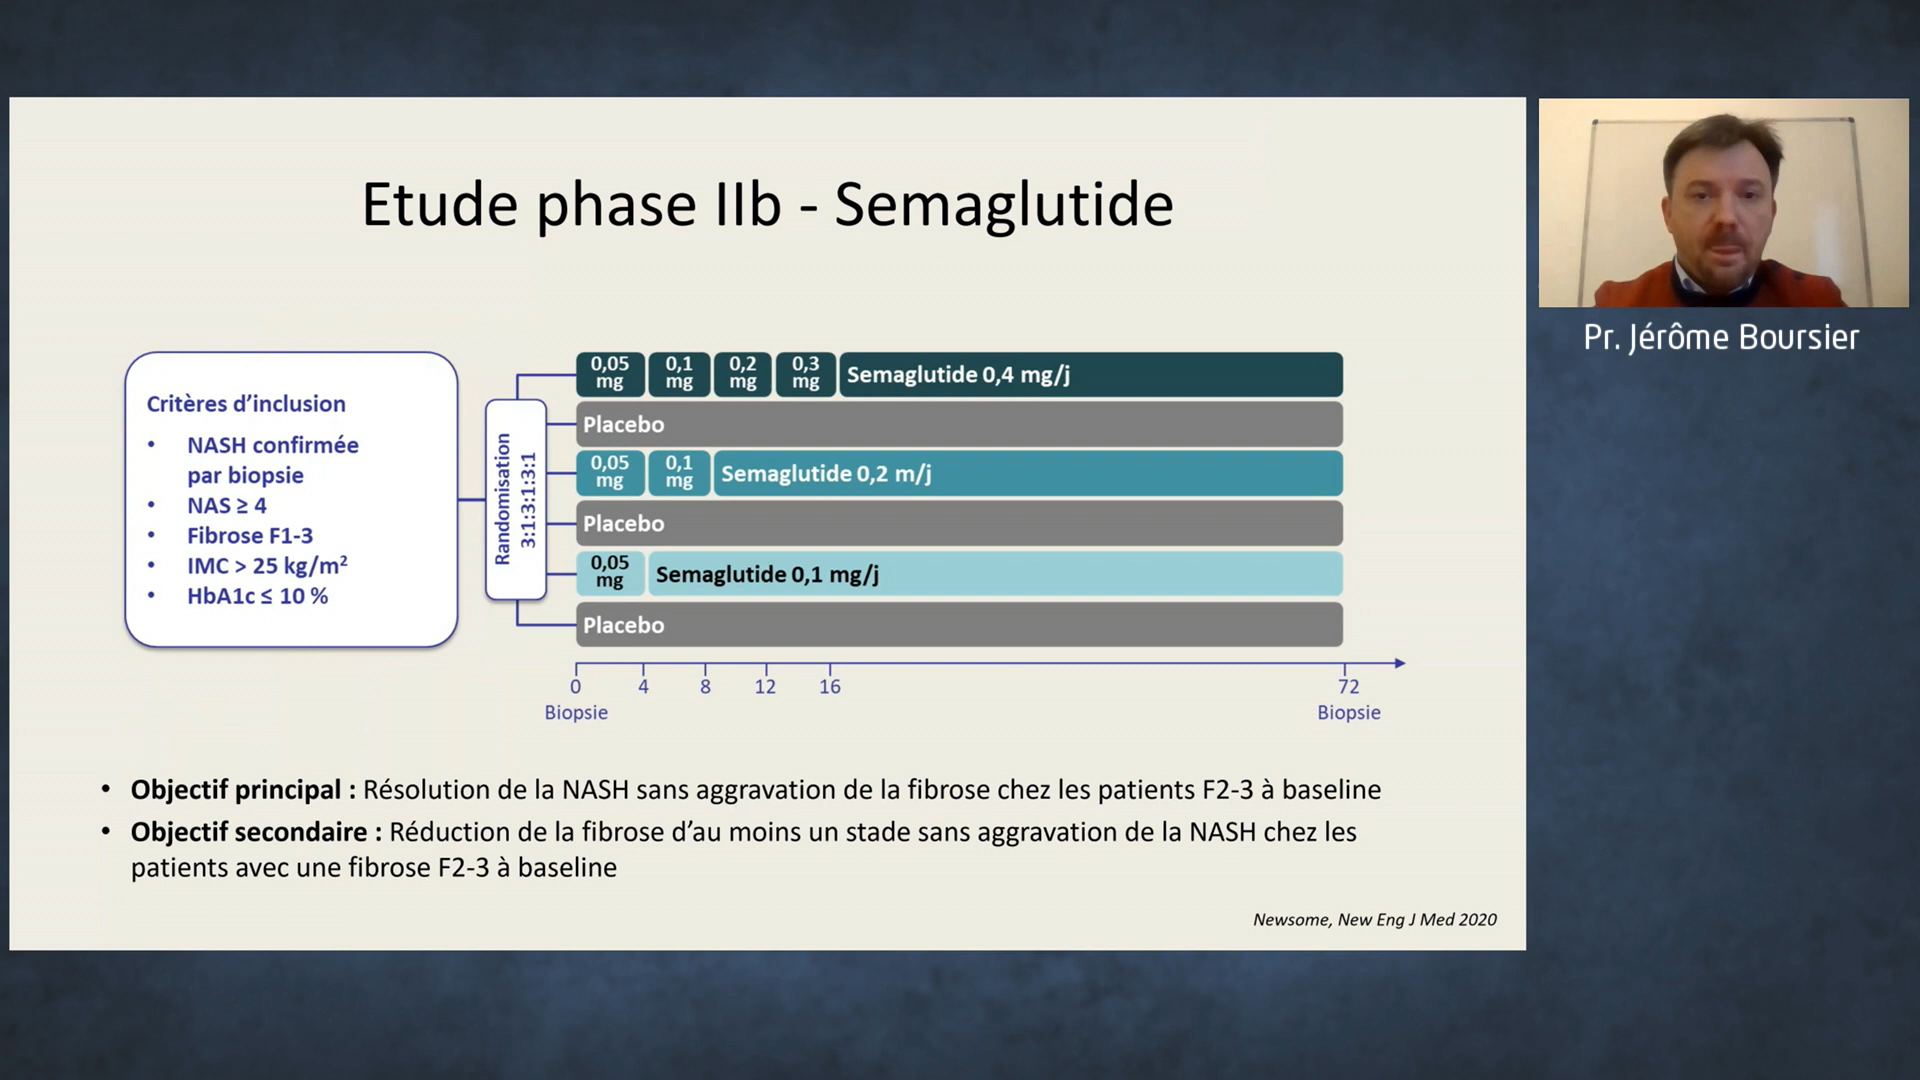 Etude phase IIb - Semaglutide
Critères d’inclusion
• NASH confirmée
par biopsie
• NAS ≥ 4
• Fibrose F1-3
• IMC > 25 kg/m²
• HbA1c ≤ 10 %
Randomisation
3:1:3:1:3:1
0,05 mg
0,1 mg
0,2 mg
0,3 mg
Semaglutide 0,4 mg/j
Placebo
0,05 mg
0,1 mg
Semaglutide 0,2 m/j
Placebo
0,05 mg
Semaglutide 0,1 mg/j
Placebo
0 4 8 12 16 72
Biopsie Biopsie
• Objectif principal : Résolution de la NASH sans aggravation de la fibrose chez les patients F2-3 à baseline
• Objectif secondaire : Réduction de la fibrose d’au moins un stade sans aggravation de la NASH chez les
patients avec une fibrose F2-3 à baseline
Newsome, New Eng J Med 2020
Pr. Jérôme Boursier